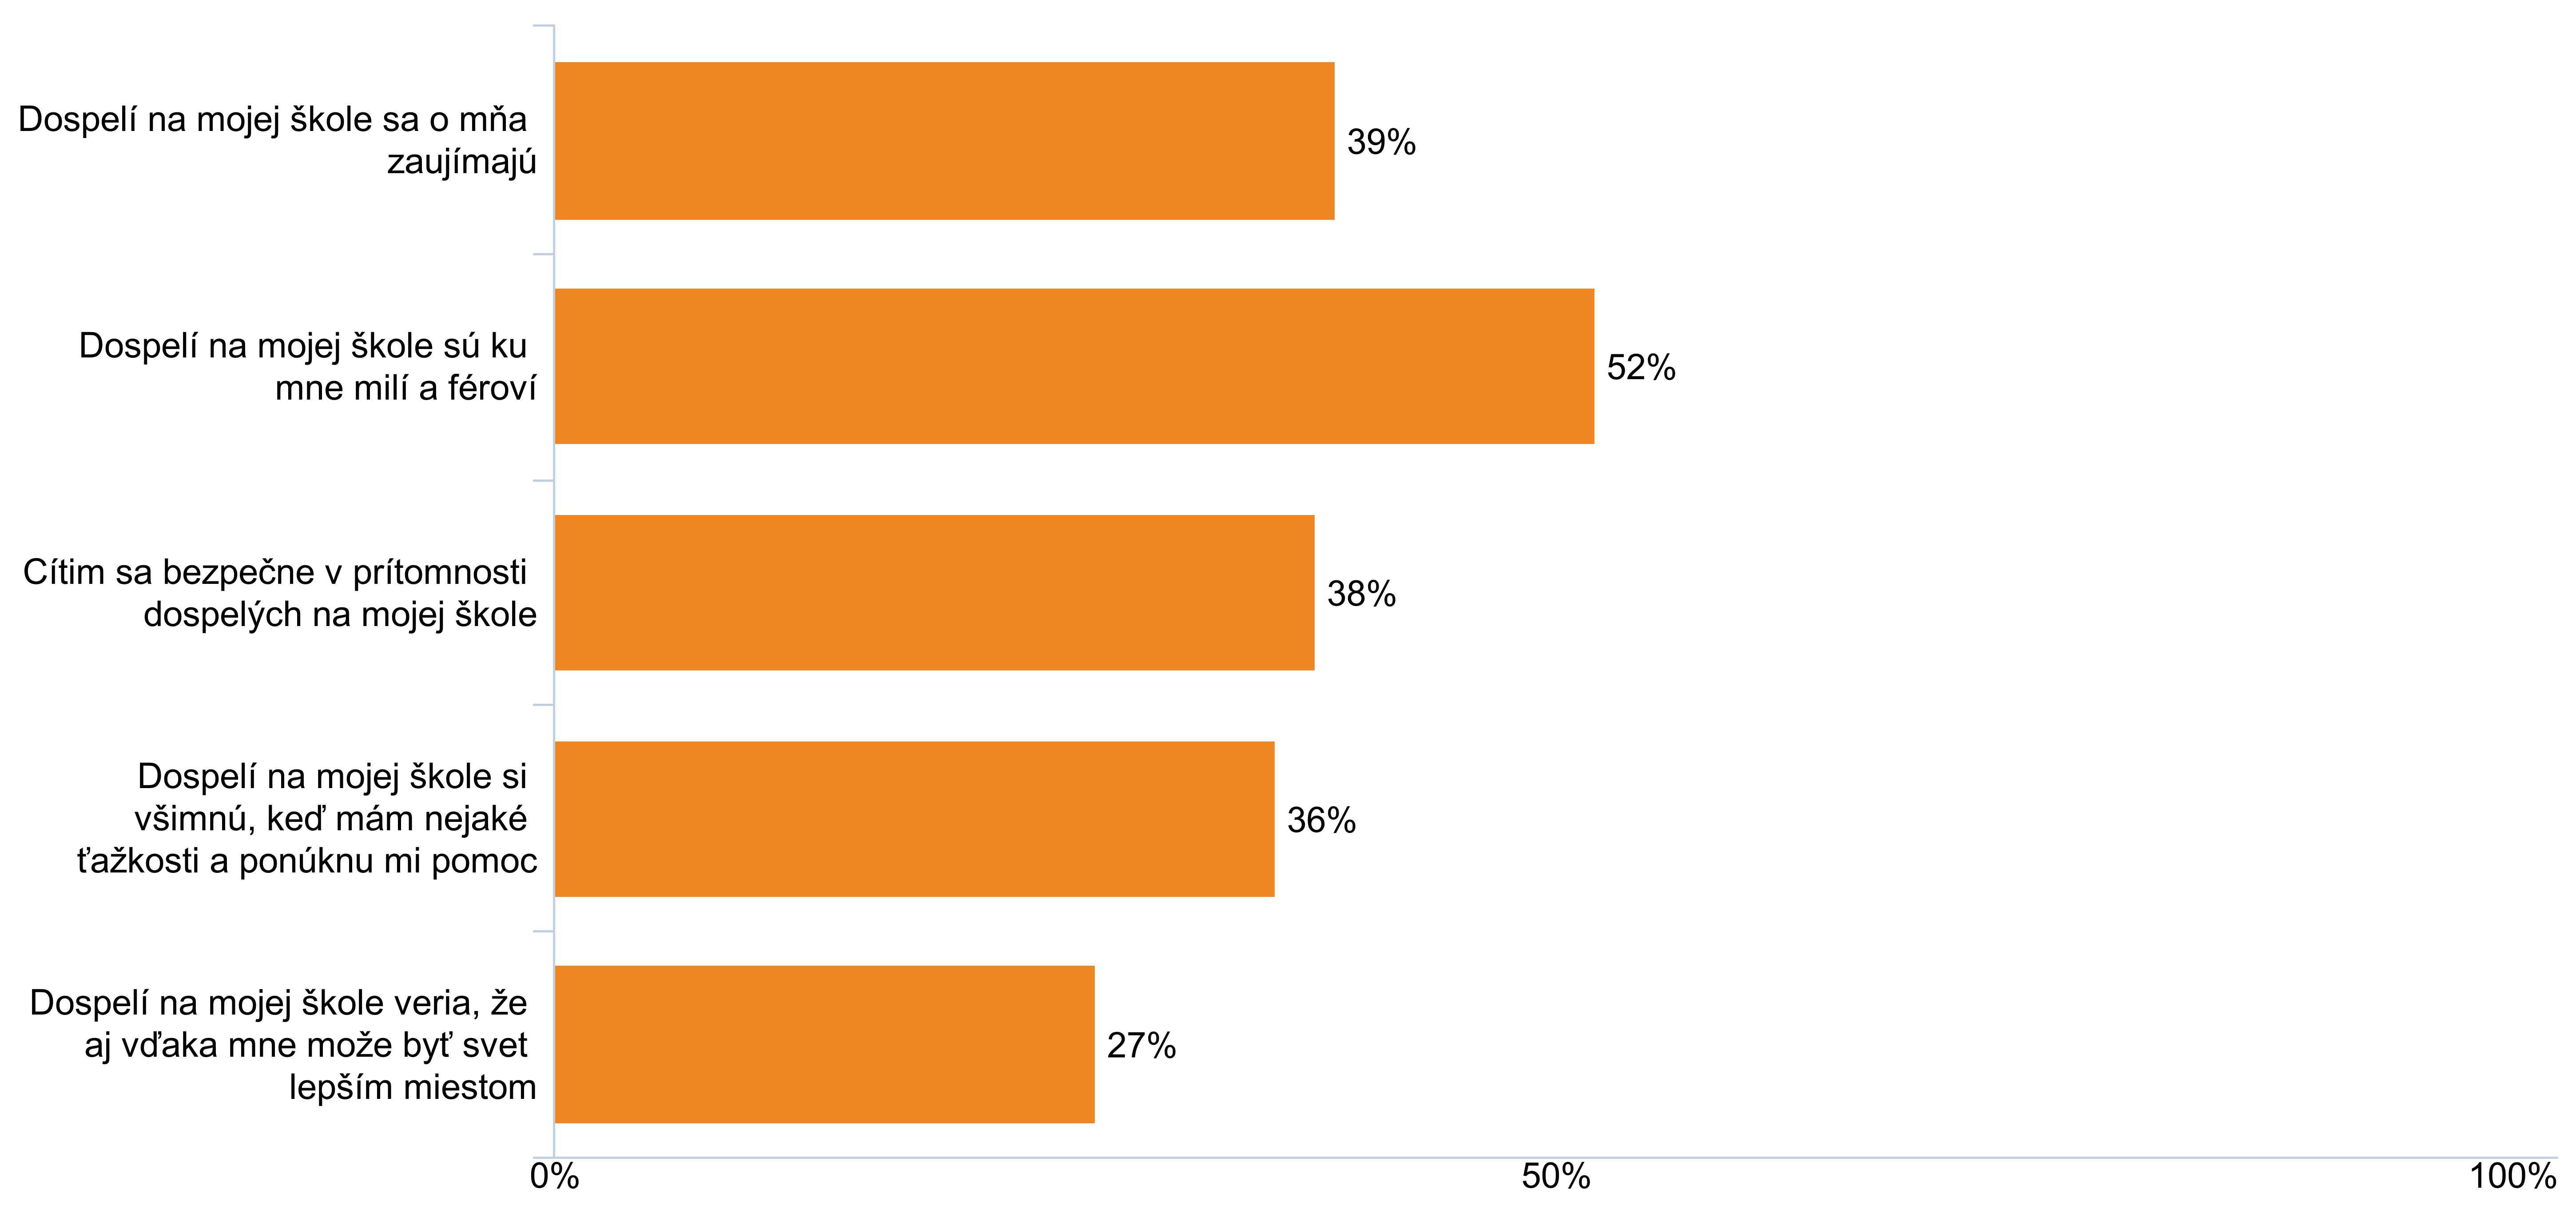 Dospelí na mojej škole sa o mňa
zaujímajú
39%
Dospelí na mojej škole sú ku
mne milí a féroví
52%
Cítim sa bezpečne v prítomnosti
dospelých na mojej škole
38%
Dospelí na mojej škole si
všimnú, keď mám nejaké
ťažkosti a ponúknu mi pomoc
36%
Dospelí na mojej škole veria, že
aj vďaka mne može byť svet
lepším miestom
27%
0%
50%
100%